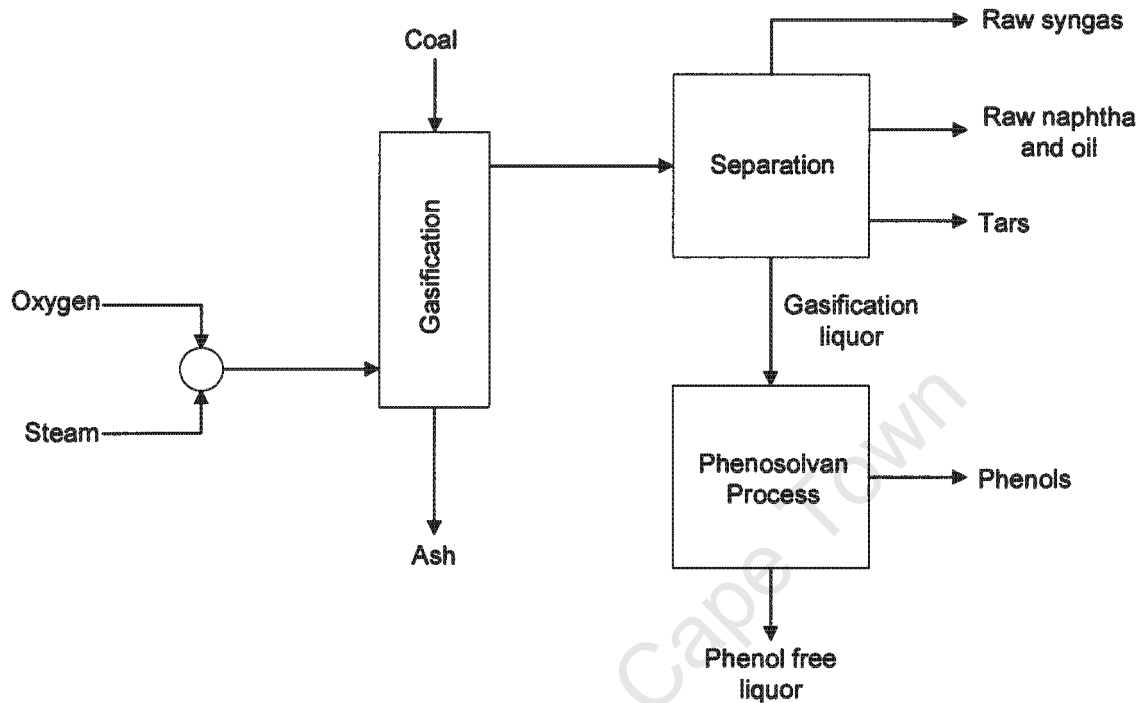 Raw syngas
Coal
Raw naphtha
and oil
Separation
Tars
Gasification
Oxygen
Gasification
liquor
Steam
Phenosolvan
Process
Phenols
Ash
Phenol free
liquor
Cape Town